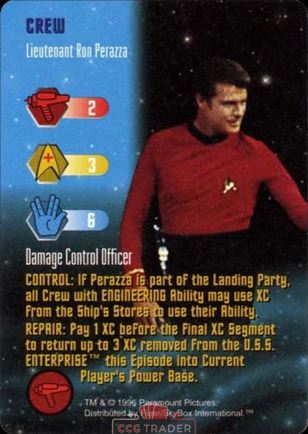 CREW
Lieutenant Ron Perazza
2
3
6
Damage Control Officer
CONTROL: If Perazza is part of the Landing Party,
all Crew with ENGINEERING Ability may use XC
from the Ship's Stores to use their Ability.
REPAIR: Pay 1 XC before the Final XC Segment
to return up to 3 XC removed from the U.S.S.
ENTERPRISE™ this Episode into Current
Player's Power Base.
TM & © 1996 Paramount Pictures.
Distributed by Fleer/SkyBox International.™
CCG TRADER